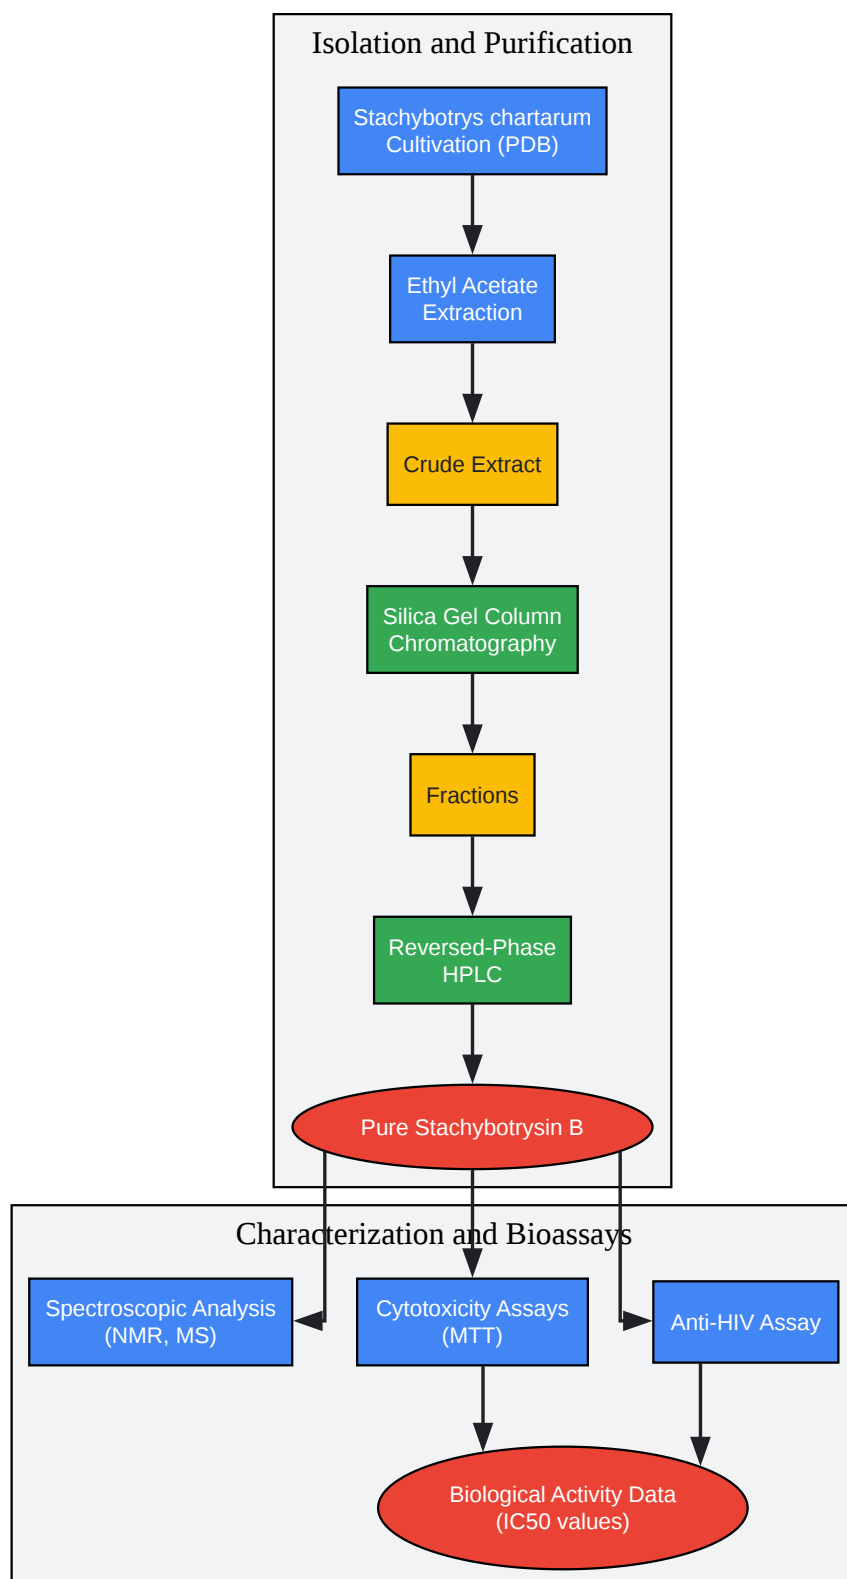 Isolation and Purification
Stachybotrys chartarum
Cultivation (PDB)
Ethyl Acetate
Extraction
Crude Extract
Silica Gel Column
Chromatography
Fractions
Reversed-Phase
HPLC
Pure Stachybotrysin B
Characterization and Bioassays
Spectroscopic Analysis
(NMR, MS)
Cytotoxicity Assays
(MTT)
Anti-HIV Assay
Biological Activity Data
(IC50 values)